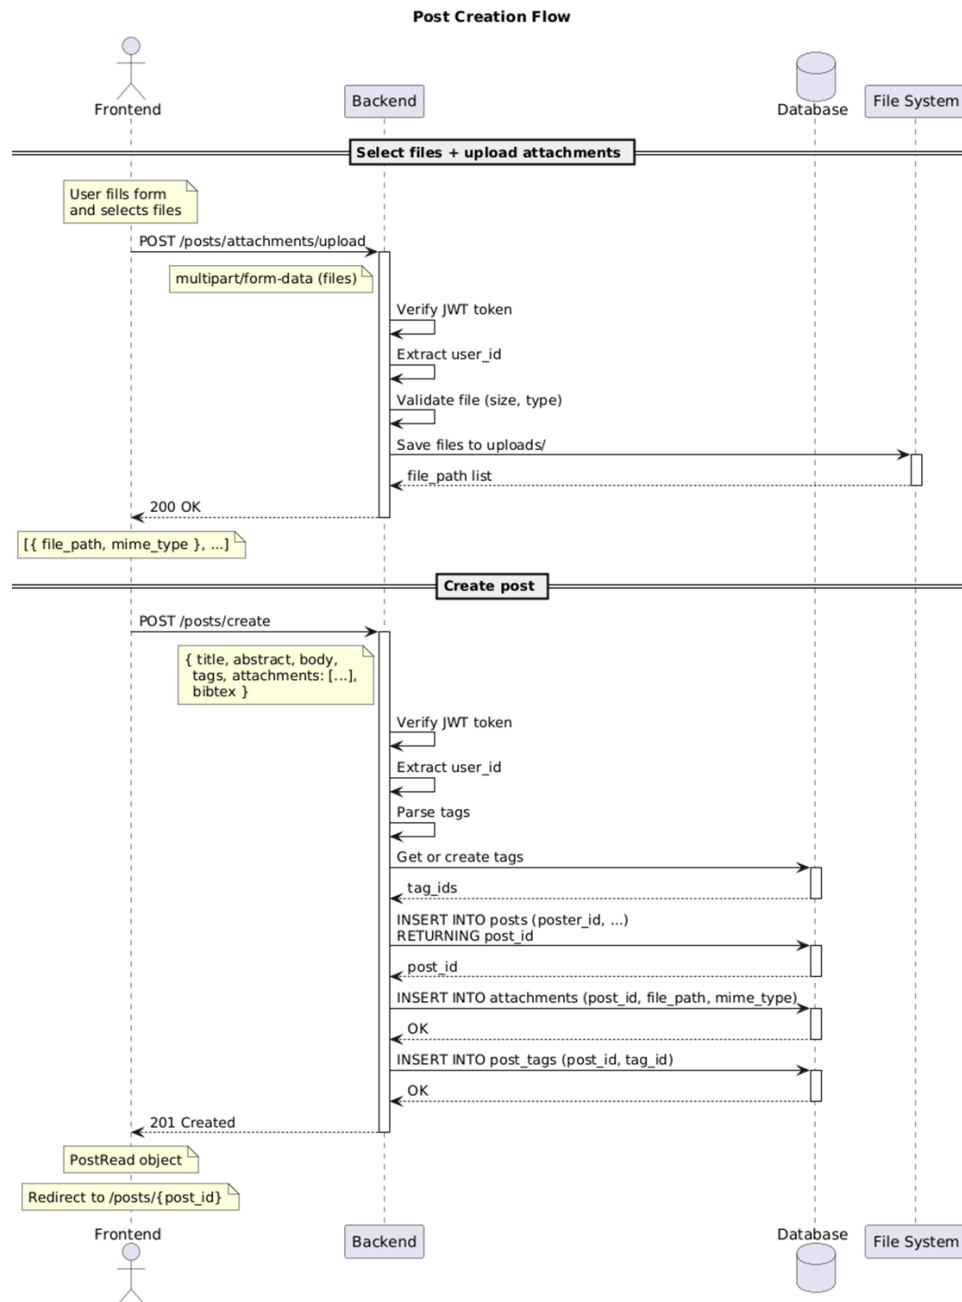 Post Creation Flow
Frontend
Backend
Database
File System
Select files + upload attachments
User fills form
and selects files
POST /posts/attachments/upload
multipart/form-data (files)
Verify JWT token
Extract user_id
Validate file (size, type)
Save files to uploads/
file_path list
200 OK
[{ file_path, mime_type }, ...]
Create post
POST /posts/create
{ title, abstract, body,
tags, attachments: [...],
bibtex }
Verify JWT token
Extract user_id
Parse tags
Get or create tags
tag_ids
INSERT INTO posts (poster_id, ...)
RETURNING post_id
post_id
INSERT INTO attachments (post_id, file_path, mime_type)
OK
INSERT INTO post_tags (post_id, tag_id)
OK
201 Created
PostRead object
Redirect to /posts/{post_id}
Frontend
Backend
Database
File System